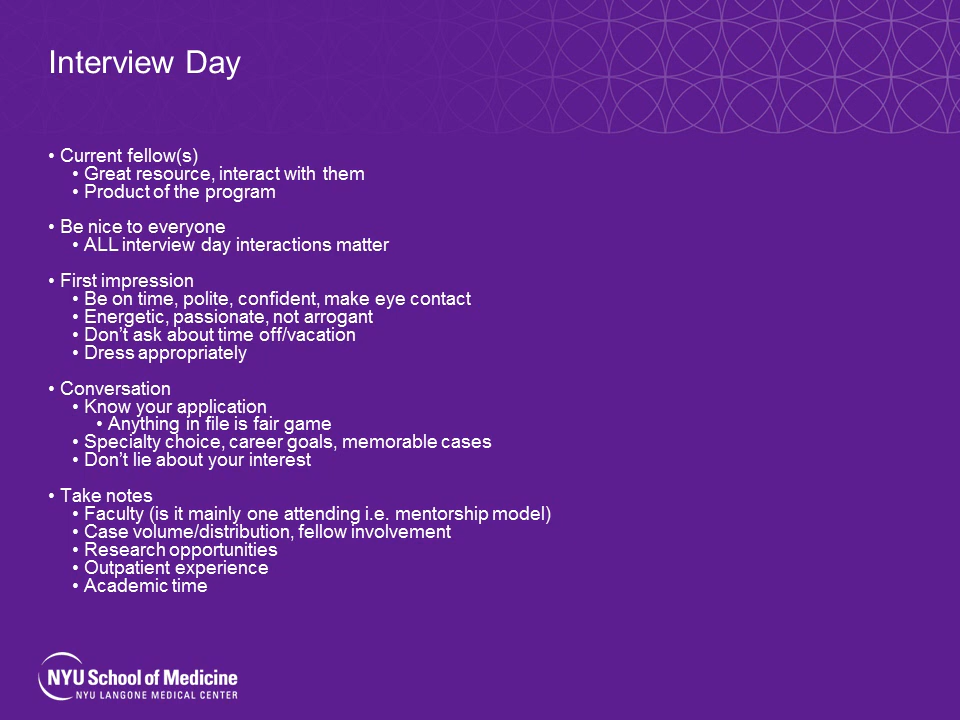 Interview Day
• Current fellow(s)
• Great resource, interact with them
• Product of the program
• Be nice to everyone
• ALL interview day interactions matter
• First impression
• Be on time, polite, confident, make eye contact
• Energetic, passionate, not arrogant
• Don’t ask about time off/vacation
• Dress appropriately
• Conversation
• Know your application
• Anything in file is fair game
• Specialty choice, career goals, memorable cases
• Don’t lie about your interest
• Take notes
• Faculty (is it mainly one attending i.e. mentorship model)
• Case volume/distribution, fellow involvement
• Research opportunities
• Outpatient experience
• Academic time
NYU School of Medicine
NYU LANGONE MEDICAL CENTER